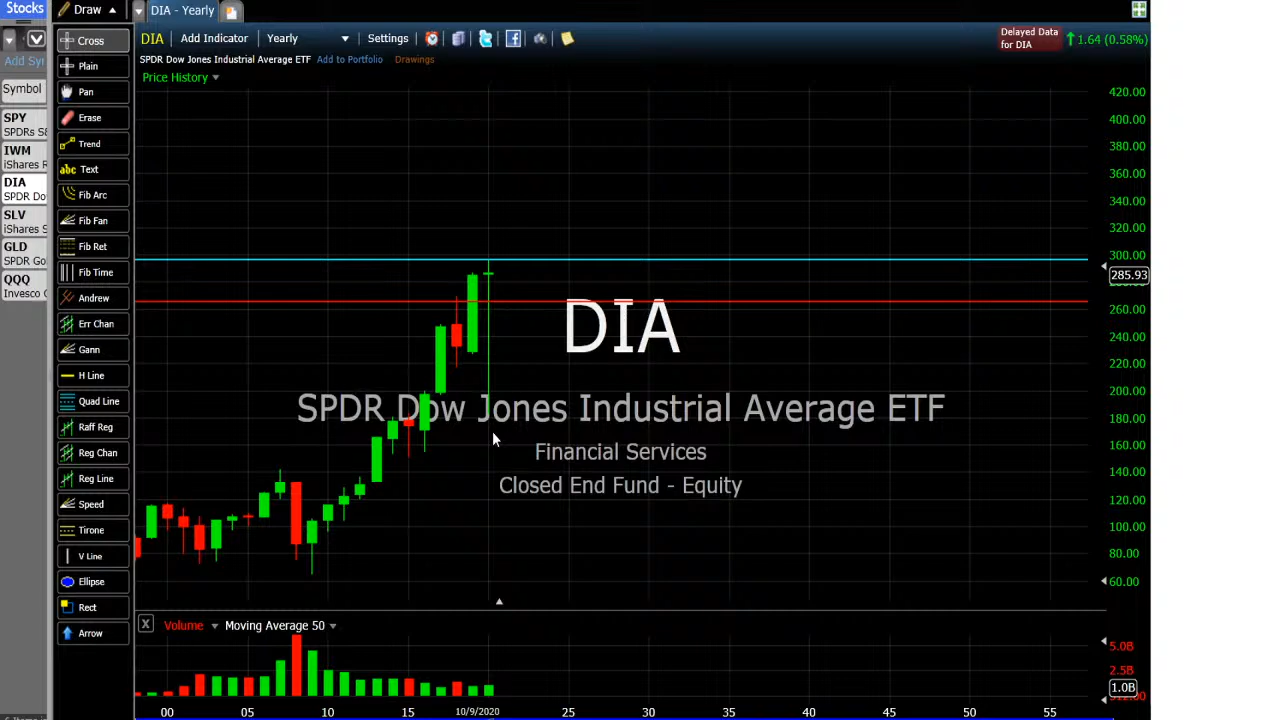 Stocks
Draw
DIA - Yearly
Cross
DIA
Add Indicator
Yearly
Settings
Delayed Data
for DIA
1.64 (0.58%)
Add Sy
SPDR Dow Jones Industrial Average ETF
Add to Portfolio
Drawings
Price History
Symbol
SPY
SPDRs S&
IWM
iShares R
DIA
SPDR Do
SLV
iShares S
GLD
SPDR Go
QQQ
Invesco
Plain
Pan
Erase
Trend
abc Text
Fib Arc
Fib Fan
Fib Ret
Fib Time
Andrew
Err Chan
Gann
H Line
Quad Line
Raff Reg
Reg Chan
Reg Line
Speed
Tirone
V Line
Ellipse
Rect
Arrow
DIA
SPDR Dow Jones Industrial Average ETF
Financial Services
Closed End Fund - Equity
420.00
400.00
380.00
360.00
340.00
320.00
300.00
285.93
260.00
240.00
220.00
200.00
180.00
160.00
140.00
120.00
100.00
80.00
60.00
X
Volume
Moving Average 50
5.0B
2.5B
1.0B
00
05
10
15
10/9/2020
25
30
35
40
45
50
55